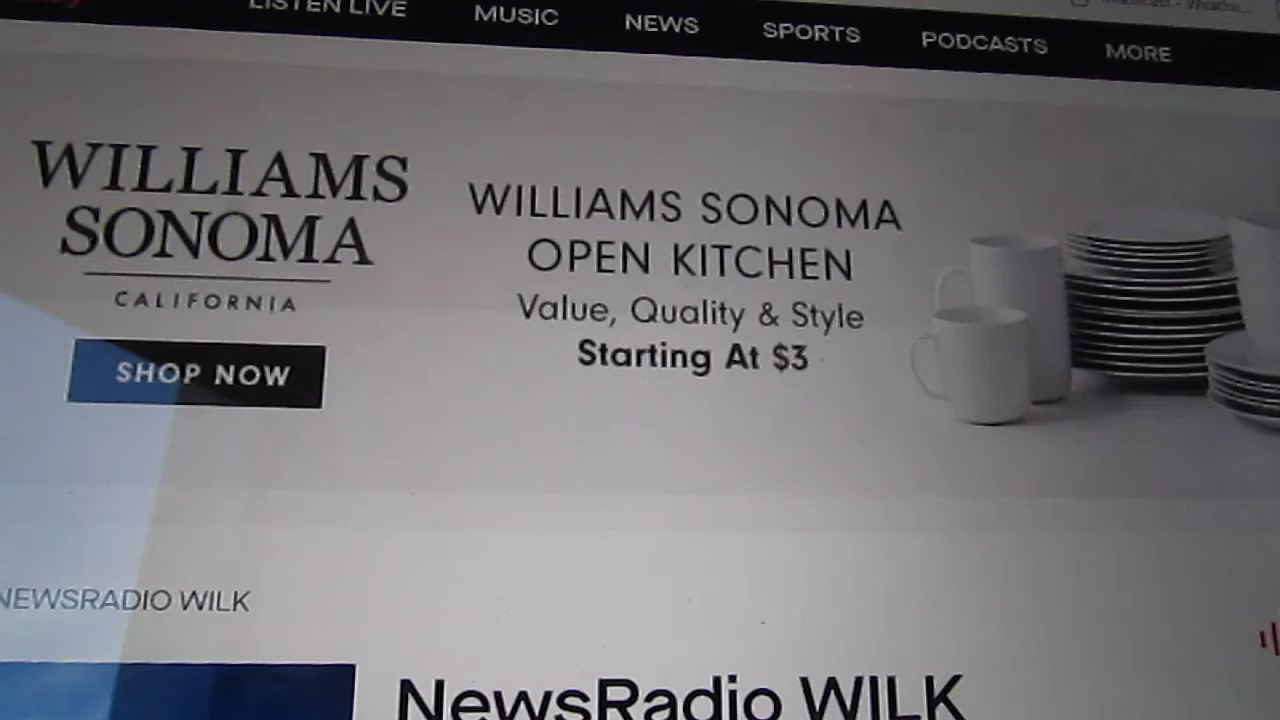 LISTEN LIVE
MUSIC
NEWS
SPORTS
PODCASTS
MORE
WILLIAMS
SONOMA
CALIFORNIA
SHOP NOW
WILLIAMS SONOMA
OPEN KITCHEN
Value, Quality & Style
Starting At $3
NEWSRADIO WILK
NewsRadio WILK